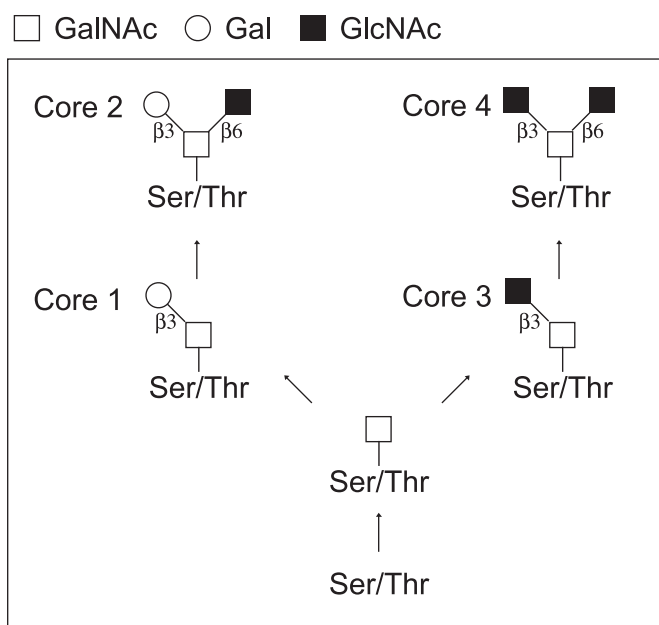 GalNAc Gal GlcNAc
Core 2 Core 4
β3 β6 β3 β6
Ser/Thr Ser/Thr
Core 1 Core 3
β3 β3
Ser/Thr Ser/Thr
Ser/Thr
Ser/Thr